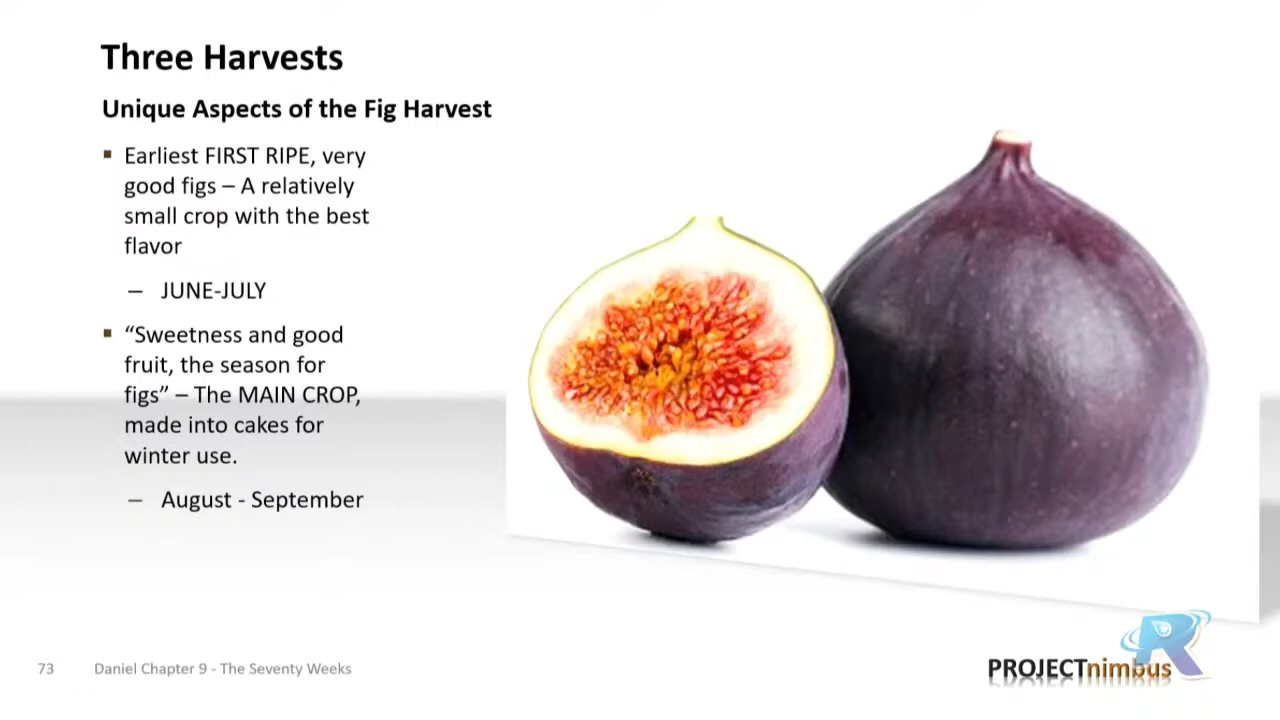 Three Harvests
Unique Aspects of the Fig Harvest
▪ Earliest FIRST RIPE, very
good figs – A relatively
small crop with the best
flavor
– JUNE-JULY
▪ “Sweetness and good
fruit, the season for
figs” – The MAIN CROP,
made into cakes for
winter use.
– August - September
73 Daniel Chapter 9 - The Seventy Weeks
PROJECTnimbus
R